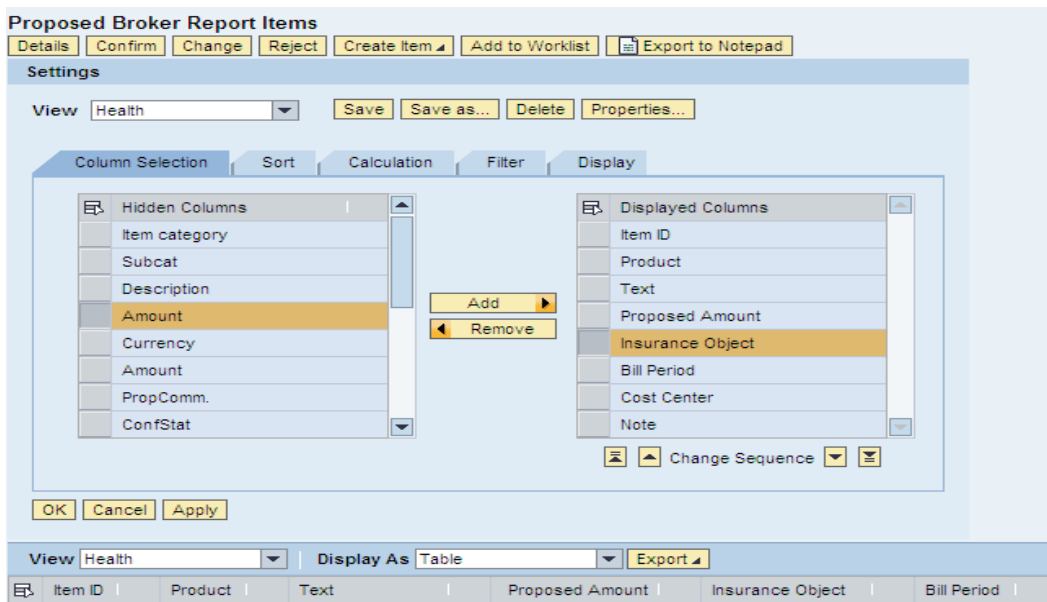 Proposed Broker Report Items
Details Confirm Change Reject Create Item Add to Worklist Export to Notepad
Settings
View Health Save Save as... Delete Properties...
Column Selection Sort Calculation Filter Display
Hidden Columns Displayed Columns
Item category Item ID
Subcat Product
Description Text
Amount Proposed Amount
Currency Insurance Object
Amount Bill Period
PropComm. Cost Center
ConfStat Note
Add
Remove
Change Sequence
OK Cancel Apply
View Health Display As Table Export
Item ID Product Text Proposed Amount Insurance Object Bill Period